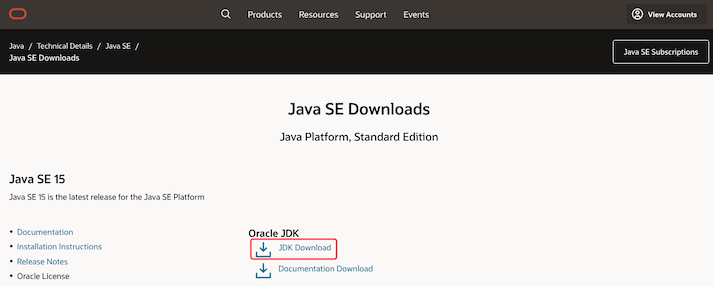 Products Resources Support Events View Accounts
Java / Technical Details / Java SE /
Java SE Downloads
Java SE Subscriptions
Java SE Downloads
Java Platform, Standard Edition
Java SE 15
Java SE 15 is the latest release for the Java SE Platform
• Documentation
• Installation Instructions
• Release Notes
• Oracle License
Oracle JDK
JDK Download
Documentation Download